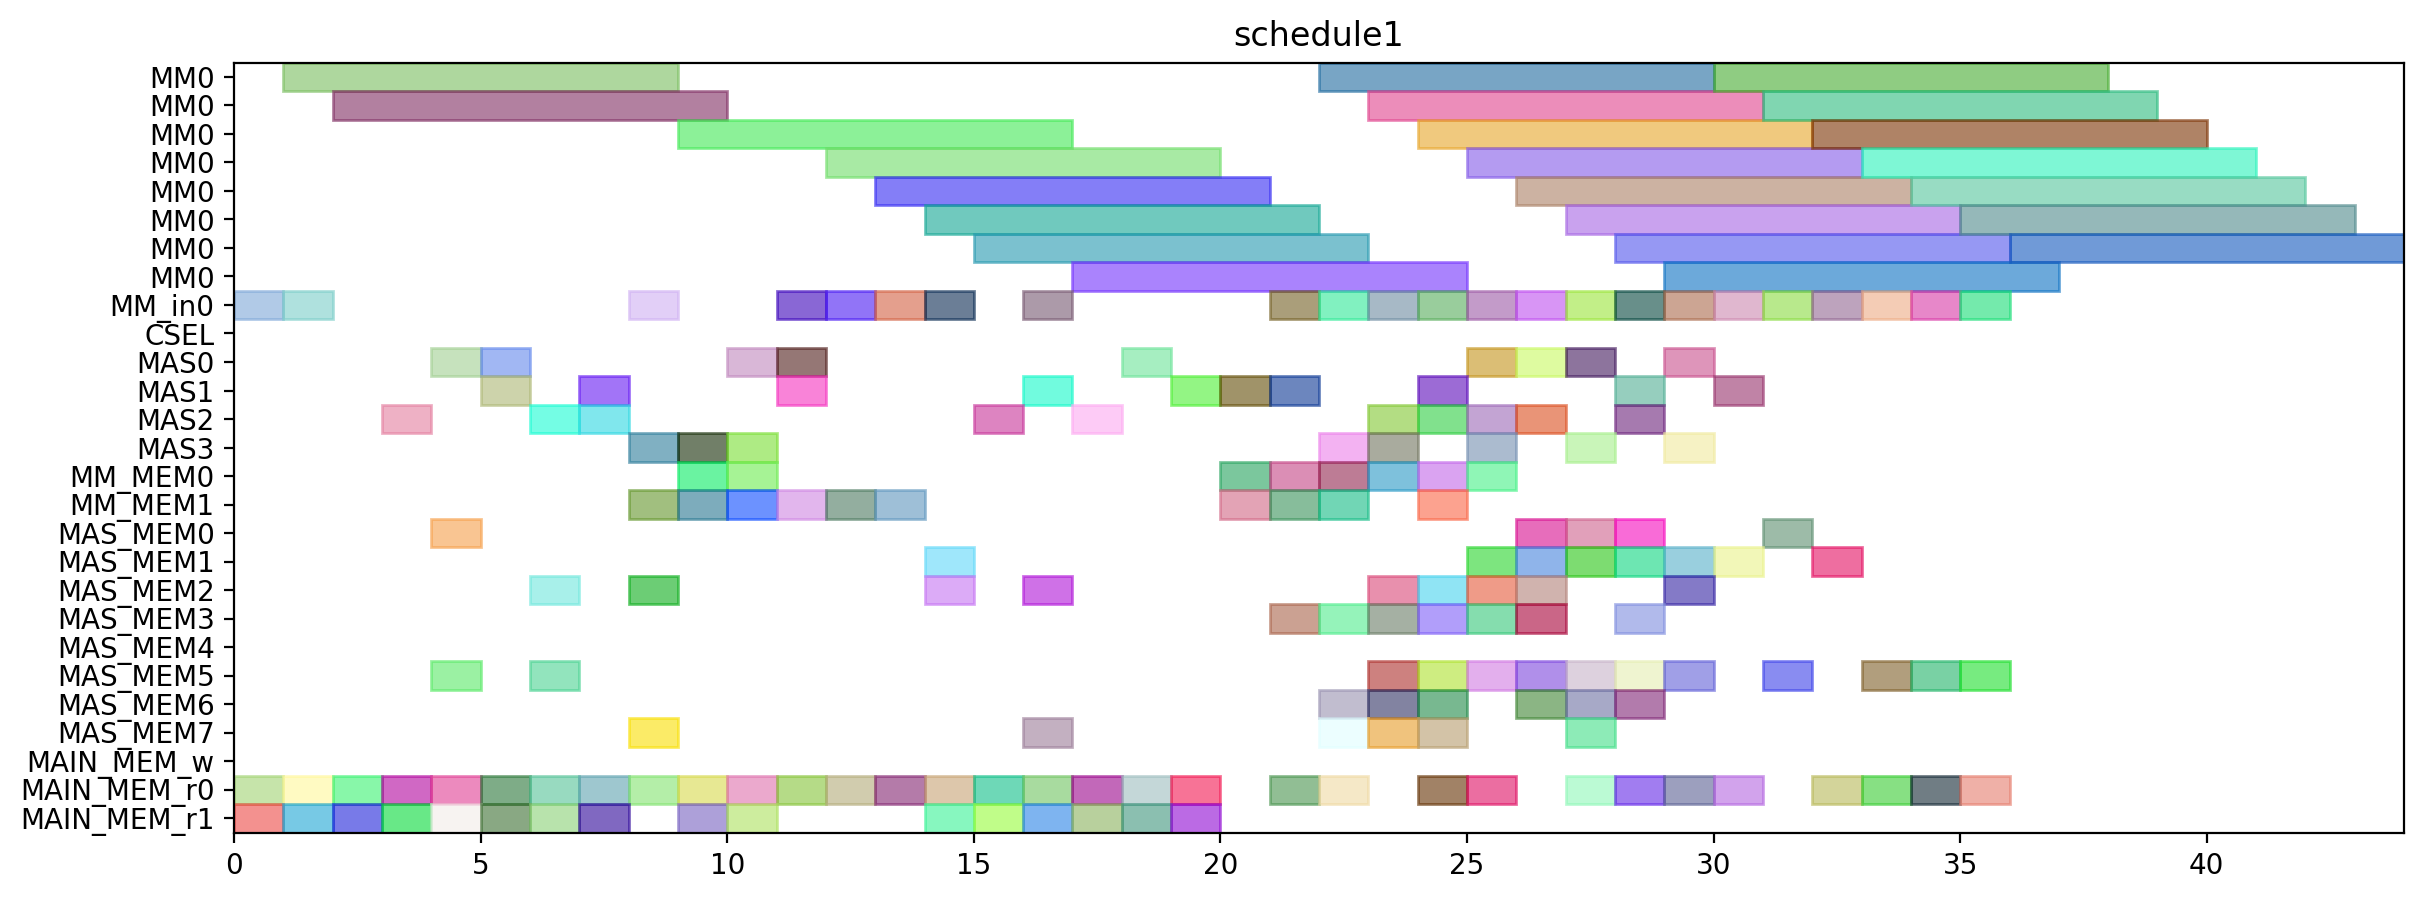 schedule1
MM0
MM0
MM0
MM0
MM0
MM0
MM0
MM0
MM_in0
CSEL
MAS0
MAS1
MAS2
MAS3
MM_MEM0
MM_MEM1
MAS_MEM0
MAS_MEM1
MAS_MEM2
MAS_MEM3
MAS_MEM4
MAS_MEM5
MAS_MEM6
MAS_MEM7
MAIN_MEM_w
MAIN_MEM_r0
MAIN_MEM_r1
0 5 10 15 20 25 30 35 40